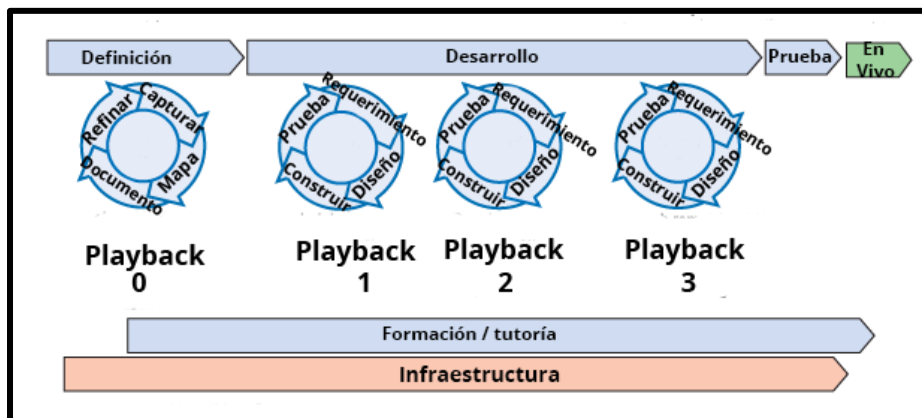 Definición
Desarrollo
Prueba
En
Vivo
Refinar
Capturar
Documento
Mapa
Prueba
Requerimiento
Construir
Diseño
Prueba
Requerimiento
Construir
Diseño
Prueba
Requerimiento
Construir
Diseño
Playback
0
Playback
1
Playback
2
Playback
3
Formación / tutoría
Infraestructura